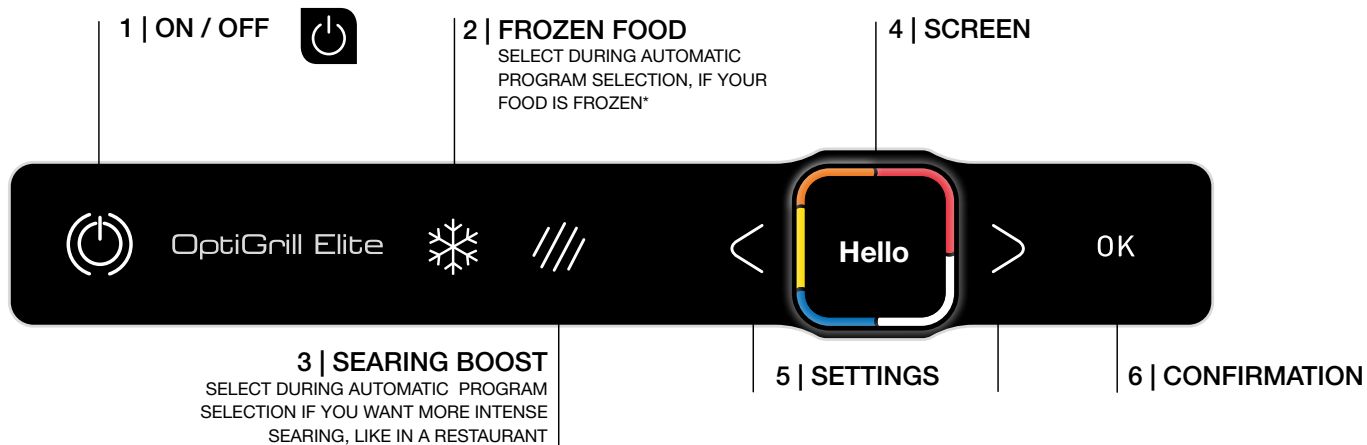 1 | ON / OFF
2 | FROZEN FOOD
SELECT DURING AUTOMATIC
PROGRAM SELECTION, IF YOUR
FOOD IS FROZEN*
4 | SCREEN
OptiGrill Elite
Hello
OK
3 | SEARING BOOST
SELECT DURING AUTOMATIC PROGRAM
SELECTION IF YOU WANT MORE INTENSE
SEARING, LIKE IN A RESTAURANT
5 | SETTINGS
6 | CONFIRMATION